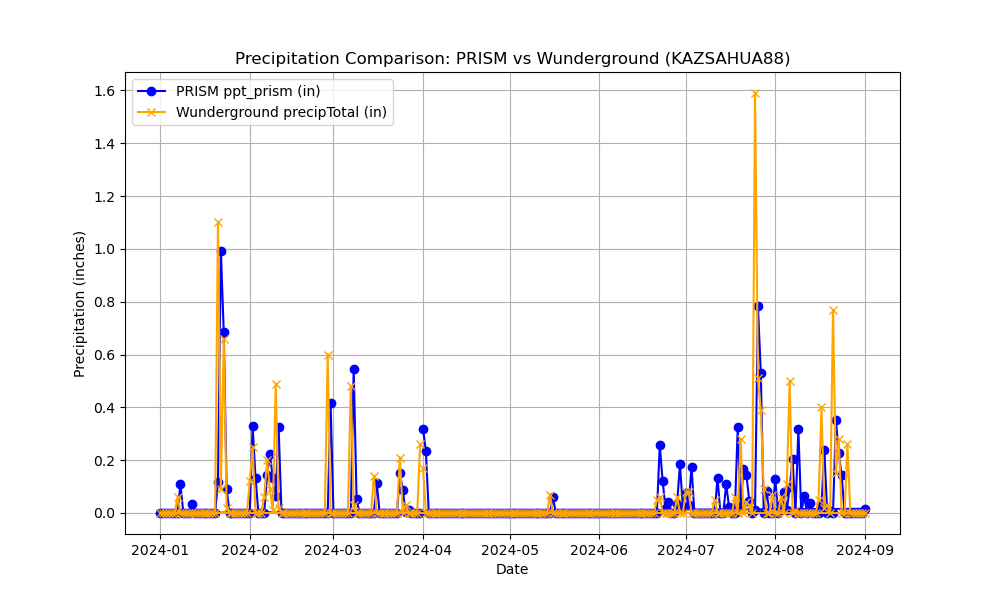 Precipitation Comparison: PRISM vs Wunderground (KAZSAHUA88)
PRISM ppt_prism (in)
Wunderground precipTotal (in)
Precipitation (inches)
1.6
1.4
1.2
1.0
0.8
0.6
0.4
0.2
0.0
2024-01 2024-02 2024-03 2024-04 2024-05 2024-06 2024-07 2024-08 2024-09
Date